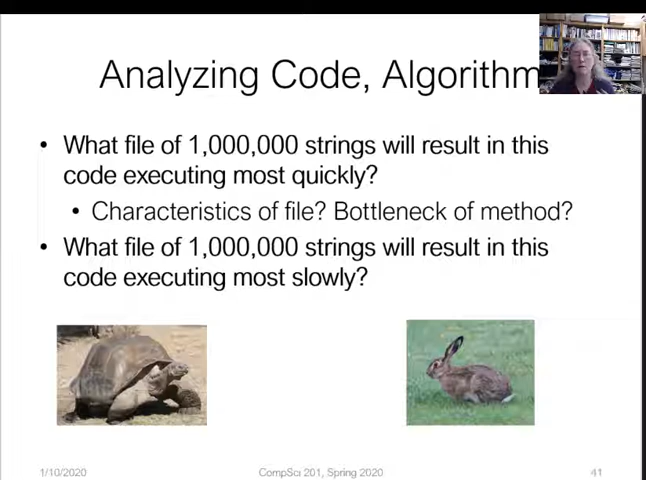 Analyzing Code, Algorithm
• What file of 1,000,000 strings will result in this
code executing most quickly?
• Characteristics of file? Bottleneck of method?
• What file of 1,000,000 strings will result in this
code executing most slowly?
1/10/2020
CompSci 201, Spring 2020
41